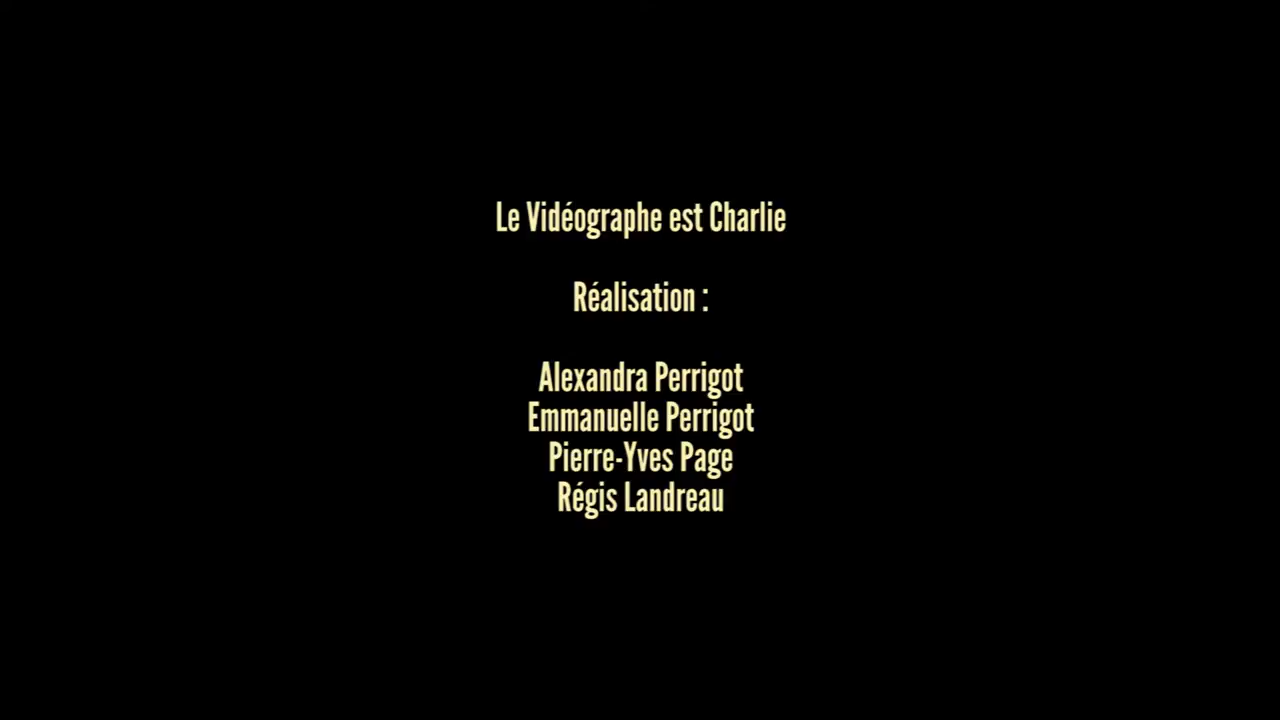 Le Vidéographe est Charlie
Réalisation :
Alexandra Perrigot
Emmanuelle Perrigot
Pierre-Yves Page
Régis Landreau